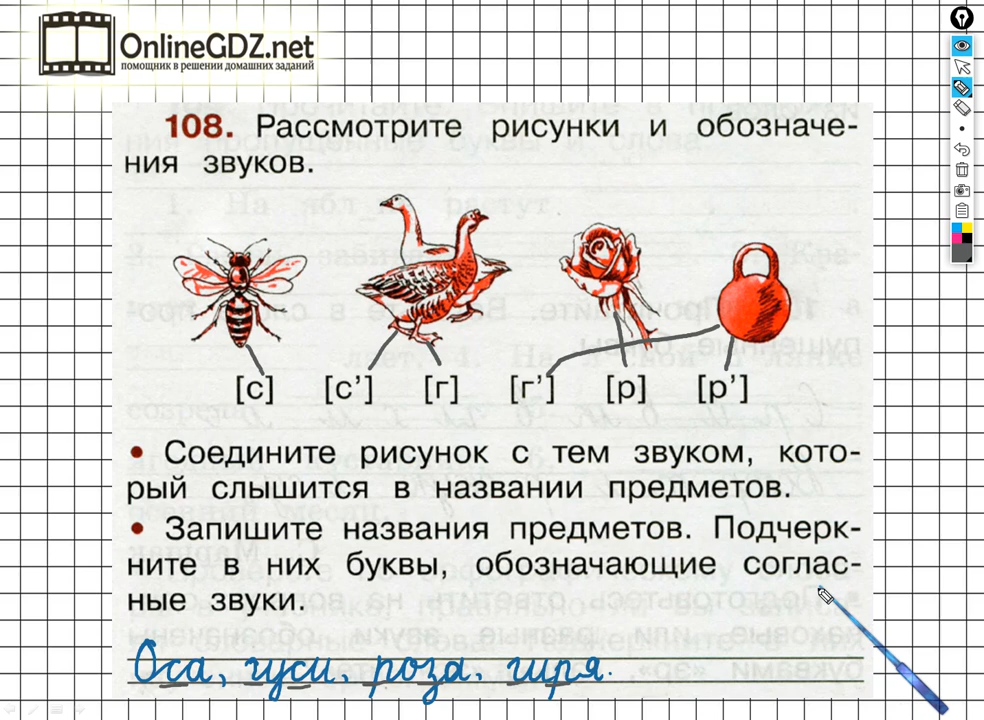 OnlineGDZ.net
помощник в решении домашних заданий
108. Рассмотрите рисунки и обозначе-
ния звуков.
[с] [с’] [г] [г’] [р] [р’]
• Соедините рисунок с тем звуком, кото-
рый слышится в названии предметов.
• Запишите названия предметов. Подчерк-
ните в них буквы, обозначающие соглас-
ные звуки.
Оса, гуси, роза, гиря.